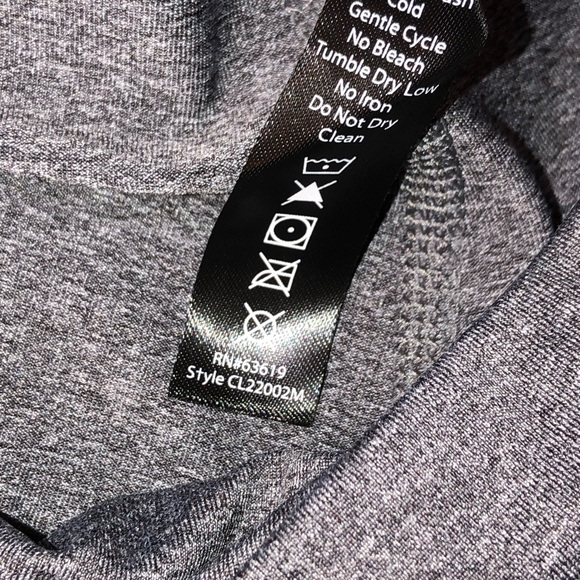 Cold
Gentle Cycle
No Bleach
Tumble Dry Low
No Iron
Do Not Dry
Clean
RN#63619
Style CL22002M